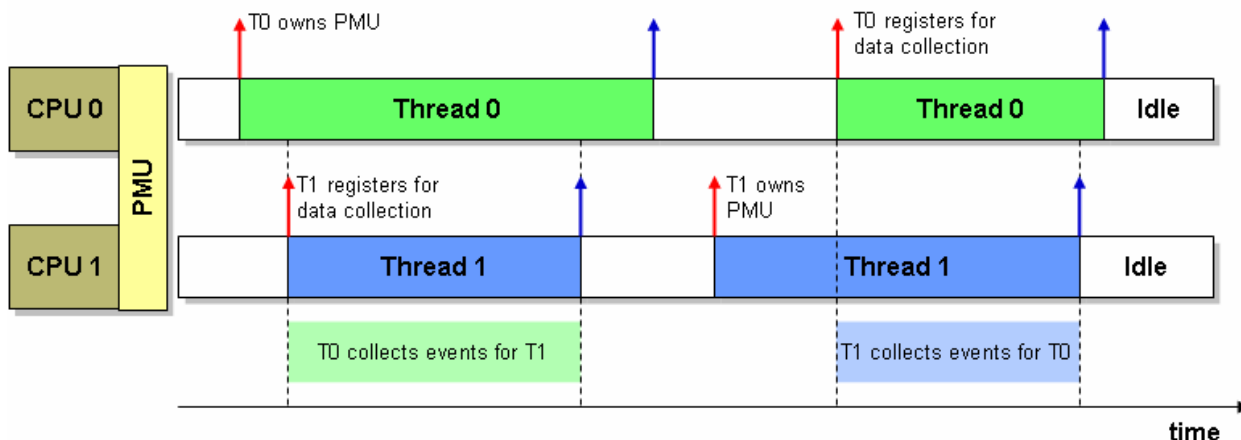 T0 owns PMU
T0 registers for
data collection
CPU 0
Thread 0
Thread 0
Idle
PMU
T1 registers for
data collection
T1 owns
PMU
CPU 1
Thread 1
Thread 1
Idle
T0 collects events for T1
T1 collects events for T0
time